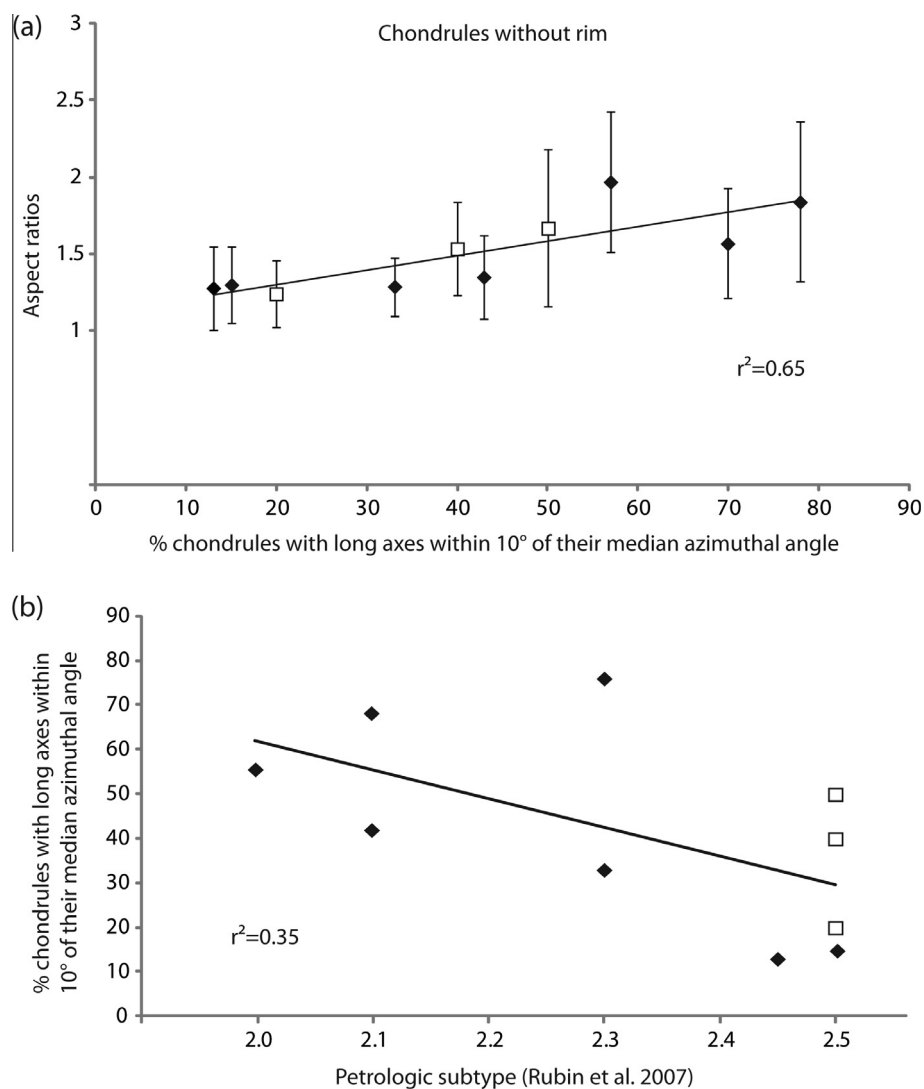 (a)
Chondrules without rim
Aspect ratios
3
2.5
2
1.5
1
r²=0.65
0 10 20 30 40 50 60 70 80 90
% chondrules with long axes within 10° of their median azimuthal angle
(b)
% chondrules with long axes within
10° of their median azimuthal angle
90
80
70
60
50
40
30
20
10
0
r²=0.35
2.0 2.1 2.2 2.3 2.4 2.5
Petrologic subtype (Rubin et al. 2007)